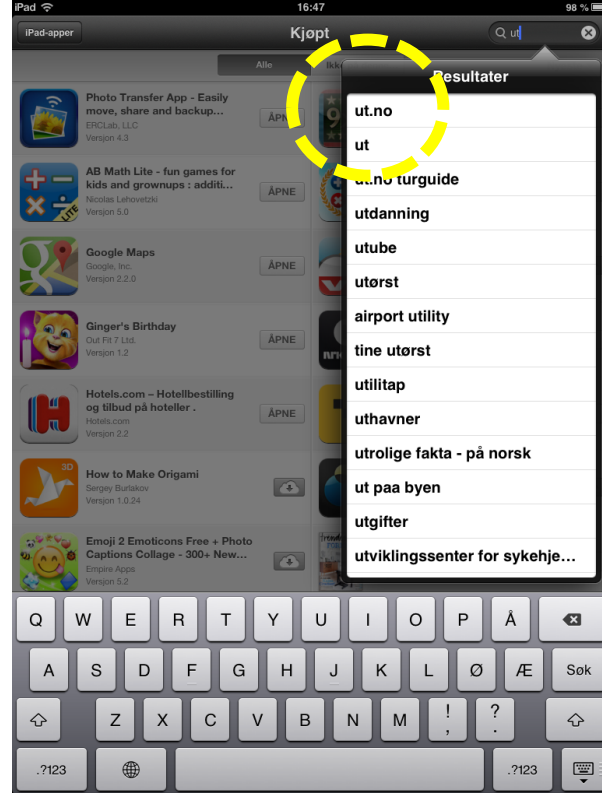 iPad 16:47 98 %
iPad-apper Kjøpt ut
Alle Ikke
Resultater
ut.no
ut
ut.no turguide
utdanning
utube
utørst
airport utility
tine utørst
utilitap
uthavner
utrolige fakta - på norsk
ut paa byen
utgifter
utviklingssenter for sykehje…
Photo Transfer App - Easily
move, share and backup...
ERCLab, LLC
Versjon 4.3
ÅPNE
AB Math Lite - fun games for
kids and grownups : additi...
Nicolas Lehovetzki
Versjon 5.0
ÅPNE
LITE
Google Maps
Google, Inc.
Versjon 2.2.0
ÅPNE
Ginger's Birthday
Out Fit 7 Ltd.
Versjon 1.2
ÅPNE
Hotels.com – Hotellbestilling
og tilbud på hoteller .
Hotels.com
Versjon 2.2
ÅPNE
How to Make Origami
Sergey Burlakov
Versjon 1.0.24
3D
Emoji 2 Emoticons Free + Photo
Captions Collage - 300+ New...
Empire Apps
Versjon 5.2
Q W E R T Y U I O P Å
A S D F G H J K L Ø Æ Søk
Z X C V B N M ! , ? .
.?123 .?123